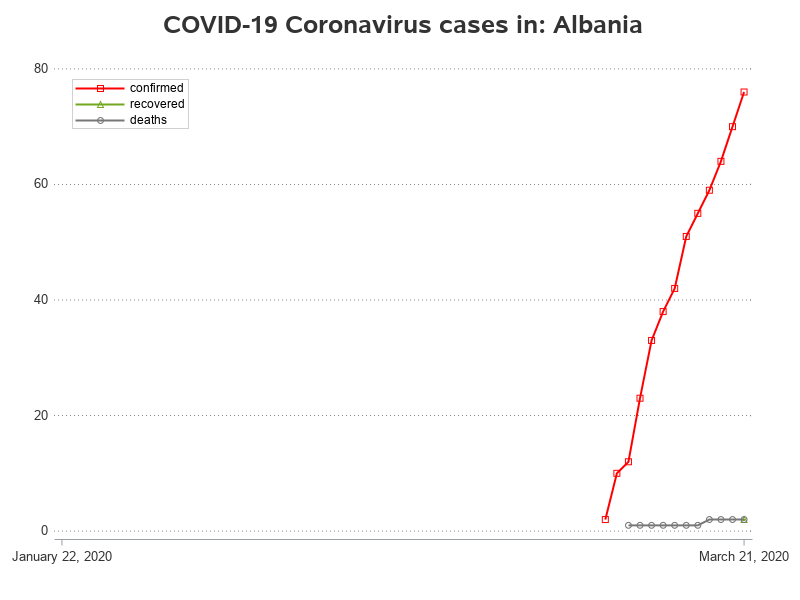 COVID-19 Coronavirus cases in: Albania
80
confirmed
recovered
deaths
60
40
20
0
January 22, 2020
March 21, 2020